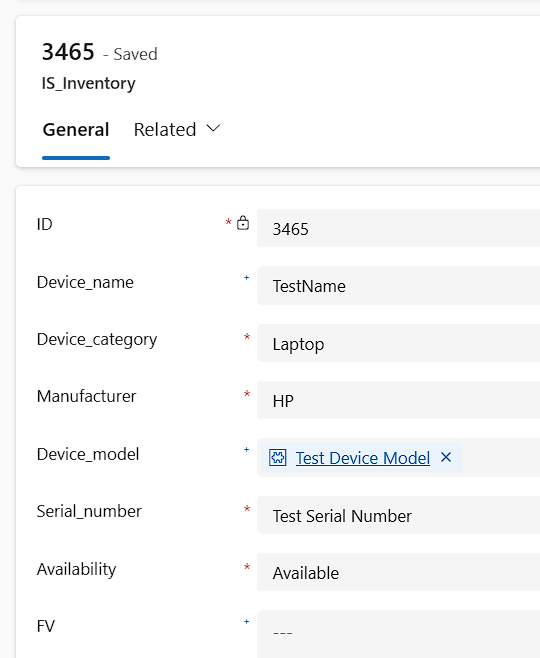 3465 - Saved
IS_Inventory
General Related
ID * 3465
Device_name + TestName
Device_category * Laptop
Manufacturer * HP
Device_model + Test Device Model
Serial_number * Test Serial Number
Availability * Available
FV + ---